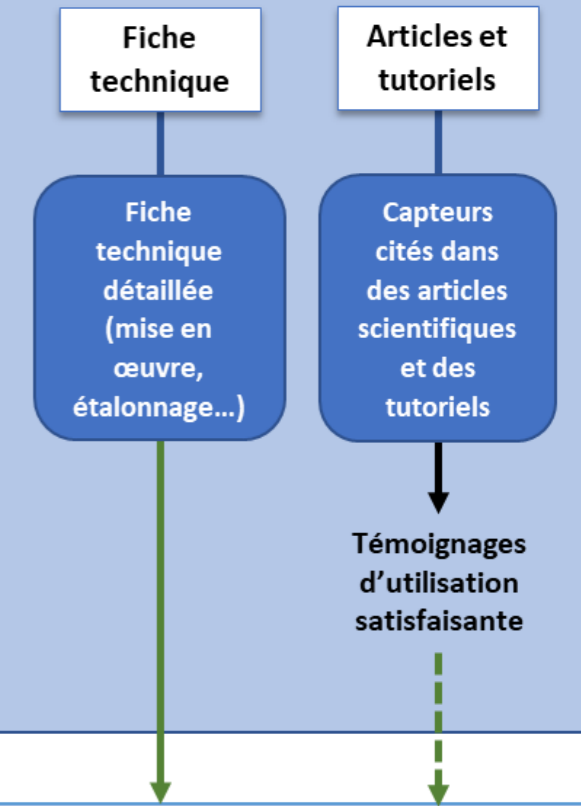 Fiche
technique
Articles et
tutoriels
Fiche
technique
détaillée
(mise en
œuvre,
étalonnage…)
Capteurs
cités dans
des articles
scientifiques
et des
tutoriels
Témoignages
d’utilisation
satisfaisante